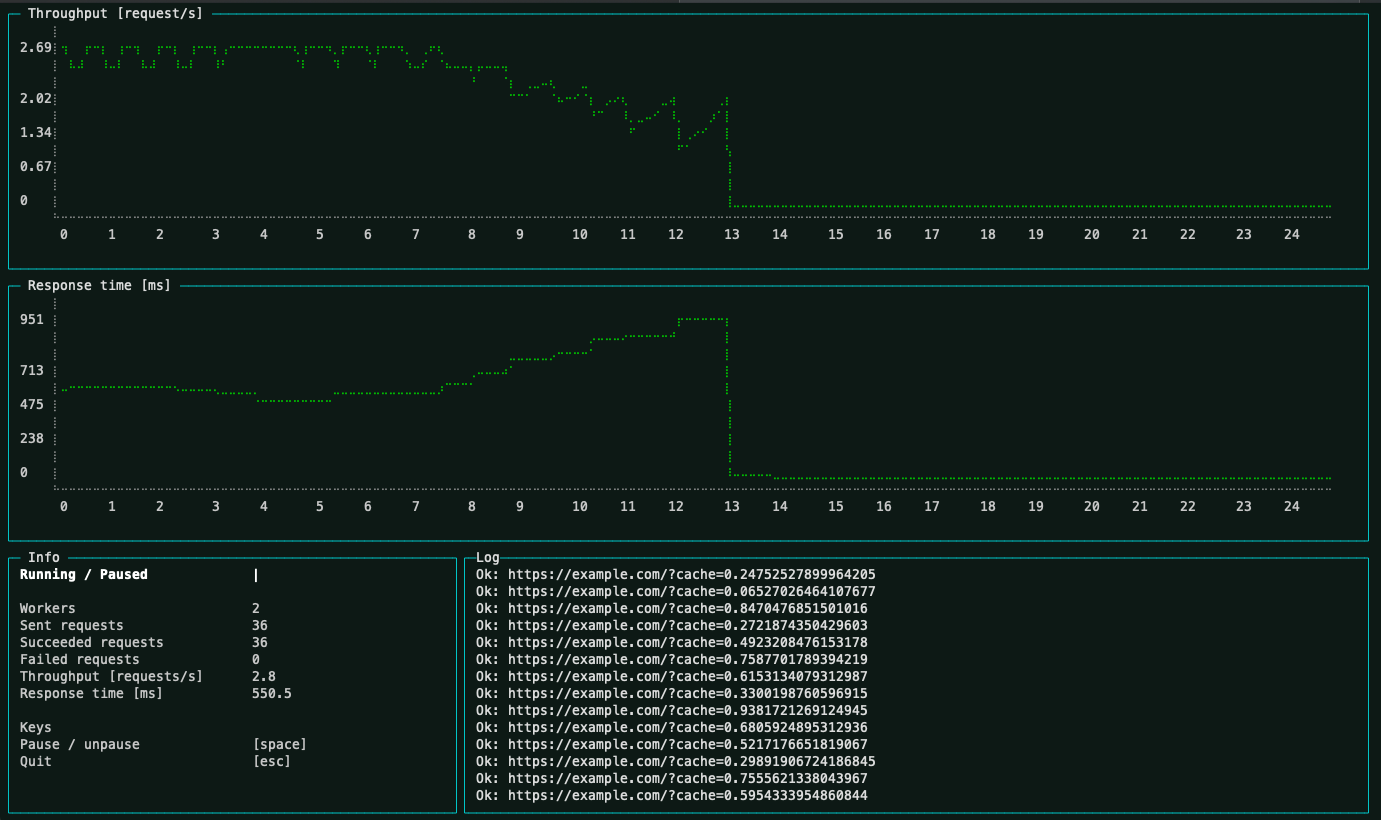 Throughput [request/s]
2.69
2.02
1.34
0.67
0
0 1 2 3 4 5 6 7 8 9 10 11 12 13 14 15 16 17 18 19 20 21 22 23 24
Response time [ms]
951
713
475
238
0
0 1 2 3 4 5 6 7 8 9 10 11 12 13 14 15 16 17 18 19 20 21 22 23 24
Info
Running / Paused |
Workers 2
Sent requests 36
Succeeded requests 36
Failed requests 0
Throughput [requests/s] 2.8
Response time [ms] 550.5
Keys
Pause / unpause [space]
Quit [esc]
Log
Ok: https://example.com/?cache=0.24752527899964205
Ok: https://example.com/?cache=0.06527026464107677
Ok: https://example.com/?cache=0.8470476851501016
Ok: https://example.com/?cache=0.2721874350429603
Ok: https://example.com/?cache=0.4923208476153178
Ok: https://example.com/?cache=0.7587701789394219
Ok: https://example.com/?cache=0.6153134079312987
Ok: https://example.com/?cache=0.3300198760596915
Ok: https://example.com/?cache=0.9381721269124945
Ok: https://example.com/?cache=0.6805924895312936
Ok: https://example.com/?cache=0.5217176651819067
Ok: https://example.com/?cache=0.29891906724186845
Ok: https://example.com/?cache=0.7555621338043967
Ok: https://example.com/?cache=0.5954333954860844